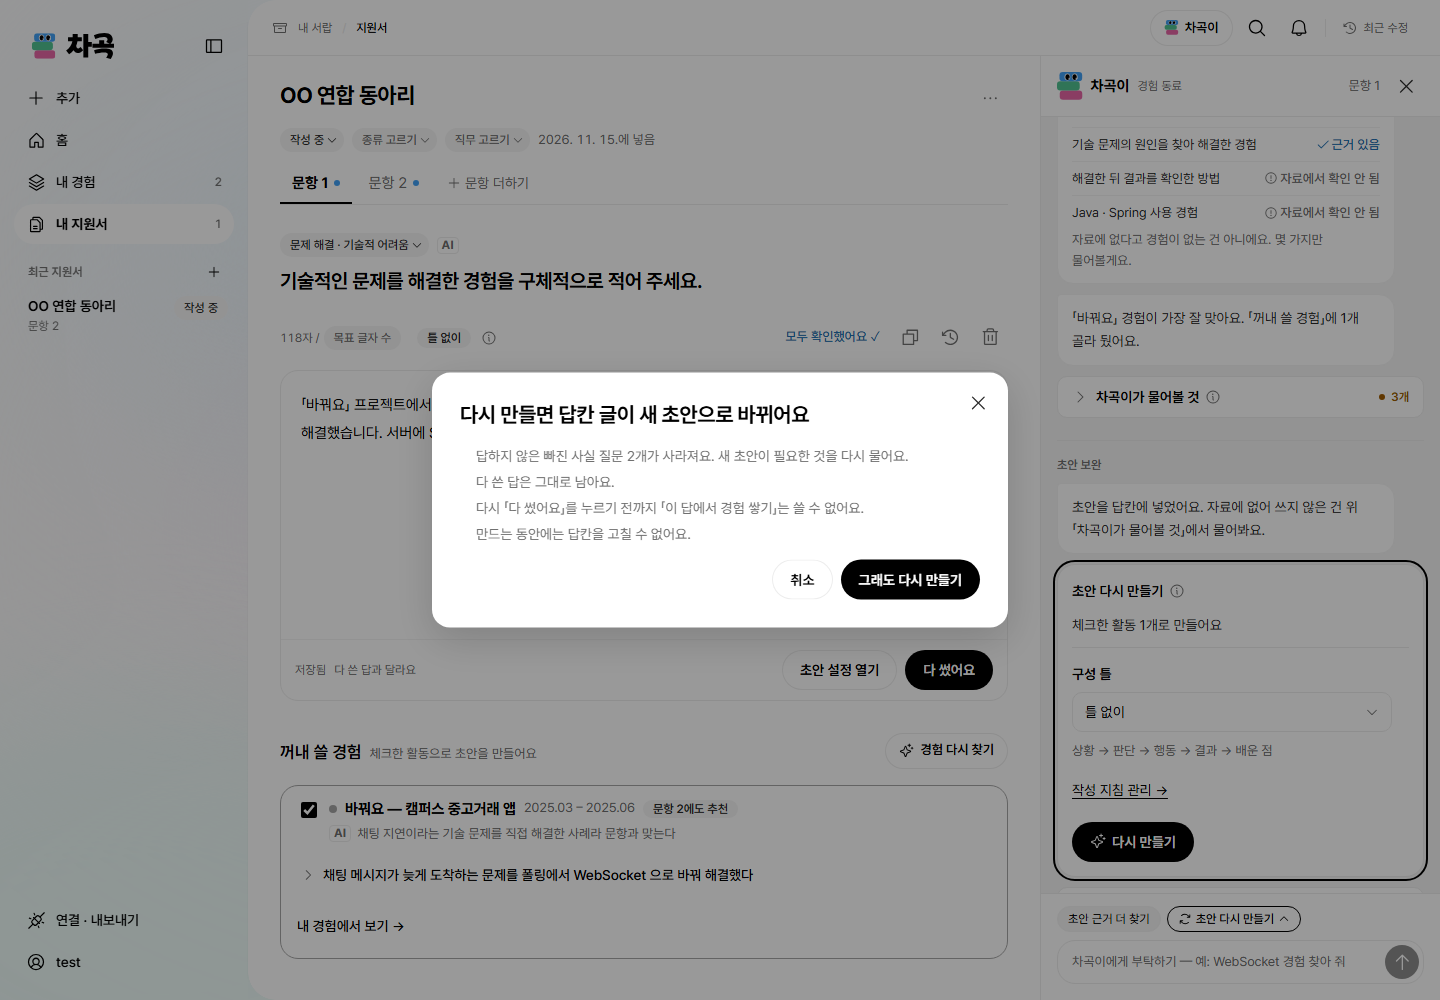 차곡
추가
홈
내 경험 2
내 지원서 1
최근 지원서
OO 연합 동아리 작성 중
문항 2
연결 · 내보내기
test
내 서랍 / 지원서
차곡이
최근 수정
OO 연합 동아리
작성 중 종류 고르기 직무 고르기 2026. 11. 15.에 넣음
문항 1 문항 2 문항 더하기
문제 해결 · 기술적 어려움 AI
기술적인 문제를 해결한 경험을 구체적으로 적어 주세요.
118자 / 목표 글자 수 틀 없이
모두 확인했어요 ✓
「바꿔요」 프로젝트에서
해결했습니다. 서버에
저장됨 다 쓴 답과 달라요
초안 설정 열기
다 썼어요
꺼내 쓸 경험 체크한 활동으로 초안을 만들어요
경험 다시 찾기
바꿔요 — 캠퍼스 중고거래 앱 2025.03 – 2025.06 문항 2에도 추천
AI 채팅 지연이라는 기술 문제를 직접 해결한 사례라 문항과 맞는다
채팅 메시지가 늦게 도착하는 문제를 폴링에서 WebSocket 으로 바꿔 해결했다
내 경험에서 보기 →
다시 만들면 답칸 글이 새 초안으로 바뀌어요
답하지 않은 빠진 사실 질문 2개가 사라져요. 새 초안이 필요한 것을 다시 물어요.
다 쓴 답은 그대로 남아요.
다시 「다 썼어요」를 누르기 전까지 「이 답에서 경험 쌓기」는 쓸 수 없어요.
만드는 동안에는 답칸을 고칠 수 없어요.
취소
그래도 다시 만들기
차곡이 경험 동료 문항 1
기술 문제의 원인을 찾아 해결한 경험 ✓ 근거 있음
해결한 뒤 결과를 확인한 방법 자료에서 확인 안 됨
Java · Spring 사용 경험 자료에서 확인 안 됨
자료에 없다고 경험이 없는 건 아니에요. 몇 가지만
물어볼게요.
「바꿔요」 경험이 가장 잘 맞아요. 「꺼내 쓸 경험」에 1개
골라 뒀어요.
차곡이가 물어볼 것 3개
초안 보완
초안을 답칸에 넣었어요. 자료에 없어 쓰지 않은 건 위
「차곡이가 물어볼 것」에서 물어봐요.
초안 다시 만들기
체크한 활동 1개로 만들어요
구성 틀
틀 없이
상황 → 판단 → 행동 → 결과 → 배운 점
작성 지침 관리 →
다시 만들기
초안 근거 더 찾기 초안 다시 만들기
차곡이에게 부탁하기 — 예: WebSocket 경험 찾아 줘